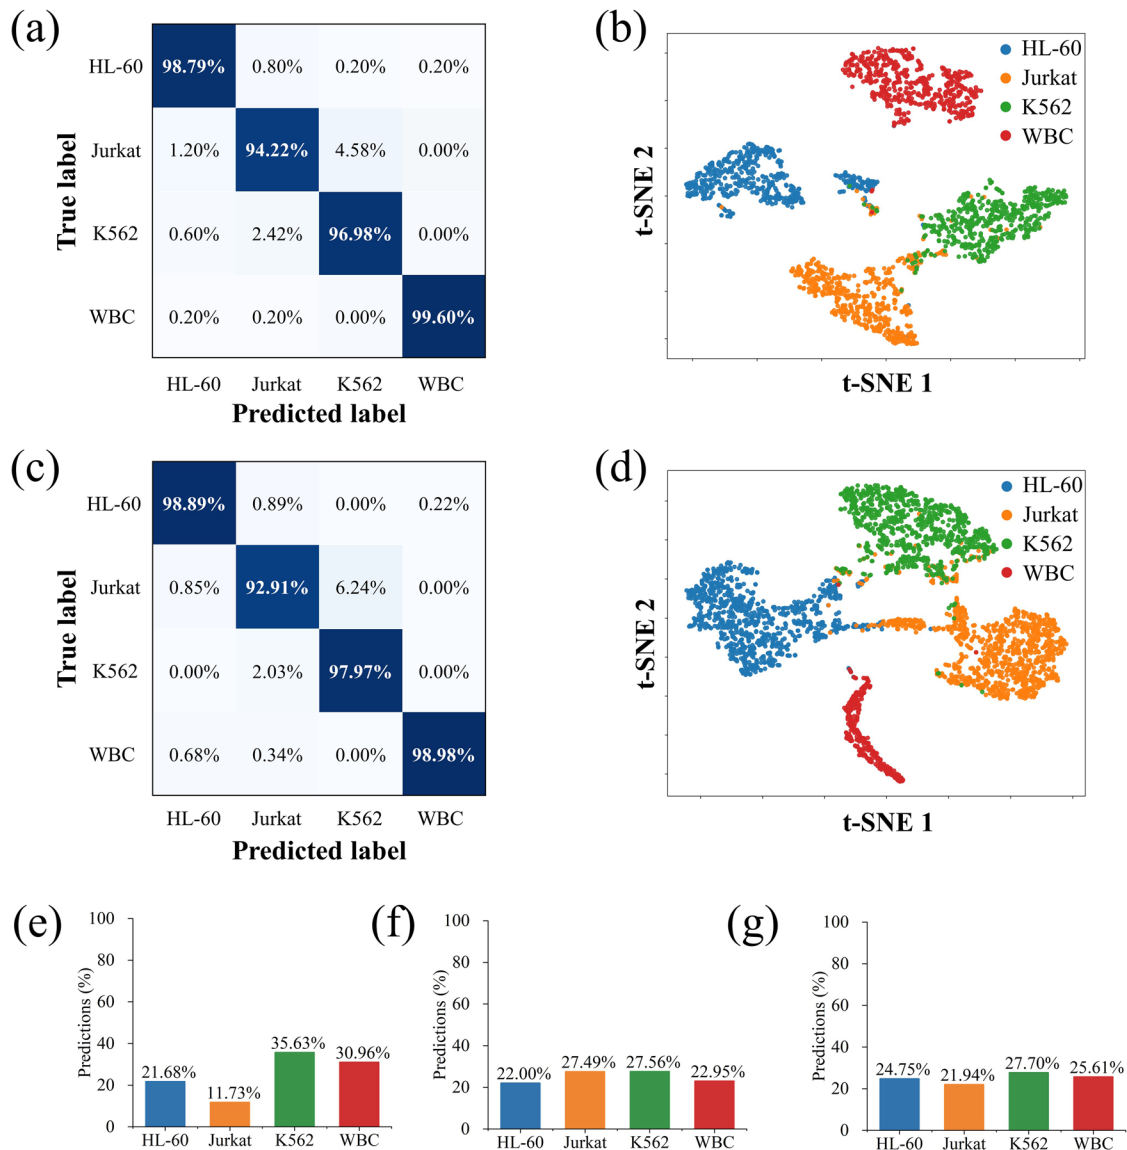 (a)
HL-60 98.79% 0.80% 0.20% 0.20%
Jurkat 1.20% 94.22% 4.58% 0.00%
K562 0.60% 2.42% 96.98% 0.00%
WBC 0.20% 0.20% 0.00% 99.60%
True label
HL-60 Jurkat K562 WBC
Predicted label
(b)
HL-60
Jurkat
K562
WBC
t-SNE 2
t-SNE 1
(c)
HL-60 98.89% 0.89% 0.00% 0.22%
Jurkat 0.85% 92.91% 6.24% 0.00%
K562 0.00% 2.03% 97.97% 0.00%
WBC 0.68% 0.34% 0.00% 98.98%
True label
HL-60 Jurkat K562 WBC
Predicted label
(d)
HL-60
Jurkat
K562
WBC
t-SNE 2
t-SNE 1
(e)
Predictions (%)
100
80
60
40
20
0
21.68% 11.73% 35.63% 30.96%
HL-60 Jurkat K562 WBC
(f)
Predictions (%)
100
80
60
40
20
0
22.00% 27.49% 27.56% 22.95%
HL-60 Jurkat K562 WBC
(g)
Predictions (%)
100
80
60
40
20
0
24.75% 21.94% 27.70% 25.61%
HL-60 Jurkat K562 WBC